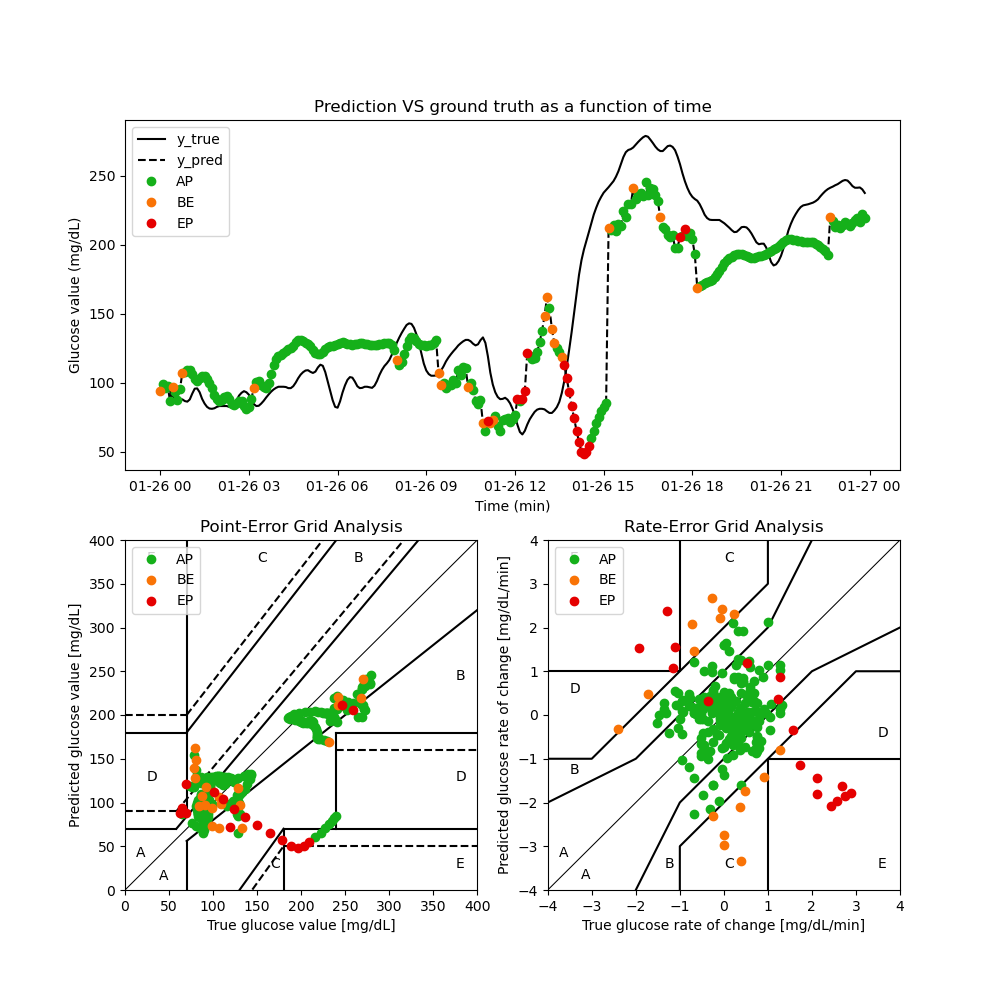 Prediction VS ground truth as a function of time
Glucose value (mg/dL)
250
200
150
100
50
y_true
y_pred
AP
BE
EP
01-26 00 01-26 03 01-26 06 01-26 09 01-26 12 01-26 15 01-26 18 01-26 21 01-27 00
Time (min)
Point-Error Grid Analysis
Predicted glucose value [mg/dL]
400
350
300
250
200
150
100
50
0
AP
BE
EP
C
B
B
D
D
A
A
C
E
0 50 100 150 200 250 300 350 400
True glucose value [mg/dL]
Rate-Error Grid Analysis
Predicted glucose rate of change [mg/dL/min]
4
3
2
1
0
−1
−2
−3
−4
AP
BE
EP
C
D
D
B
A
A
B
C
E
−4 −3 −2 −1 0 1 2 3 4
True glucose rate of change [mg/dL/min]